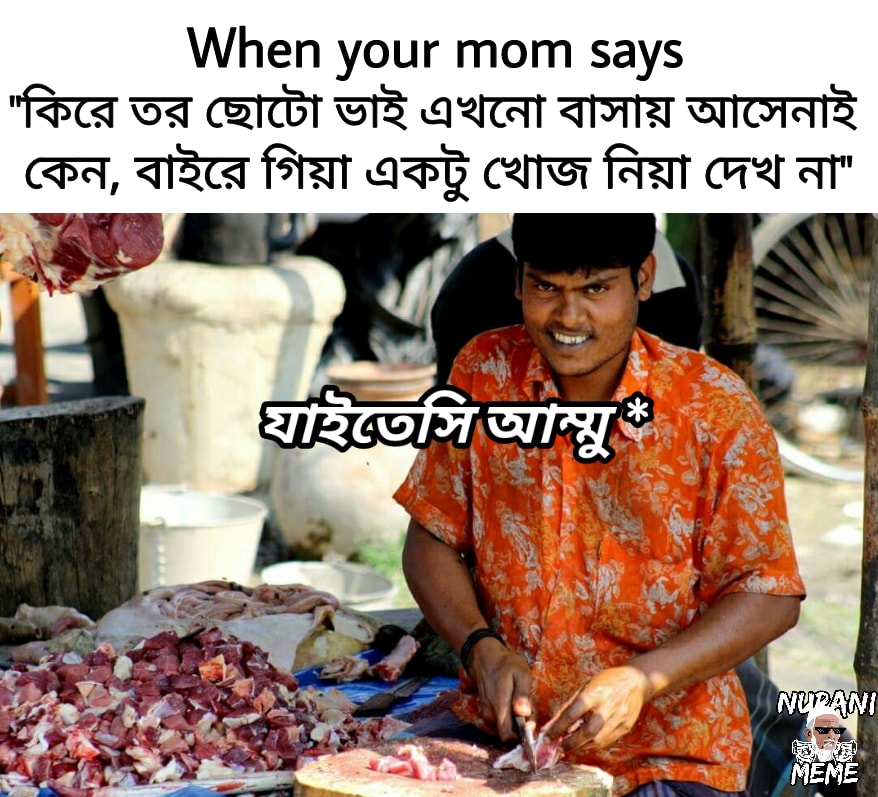 When your mom says
"কিরে তর ছোটো ভাই এখনো বাসায় আসেনাই
কেন, বাইরে গিয়া একটু খোজ নিয়া দেখ না"
যাইতেসি আম্মু *
NURANI
MEME